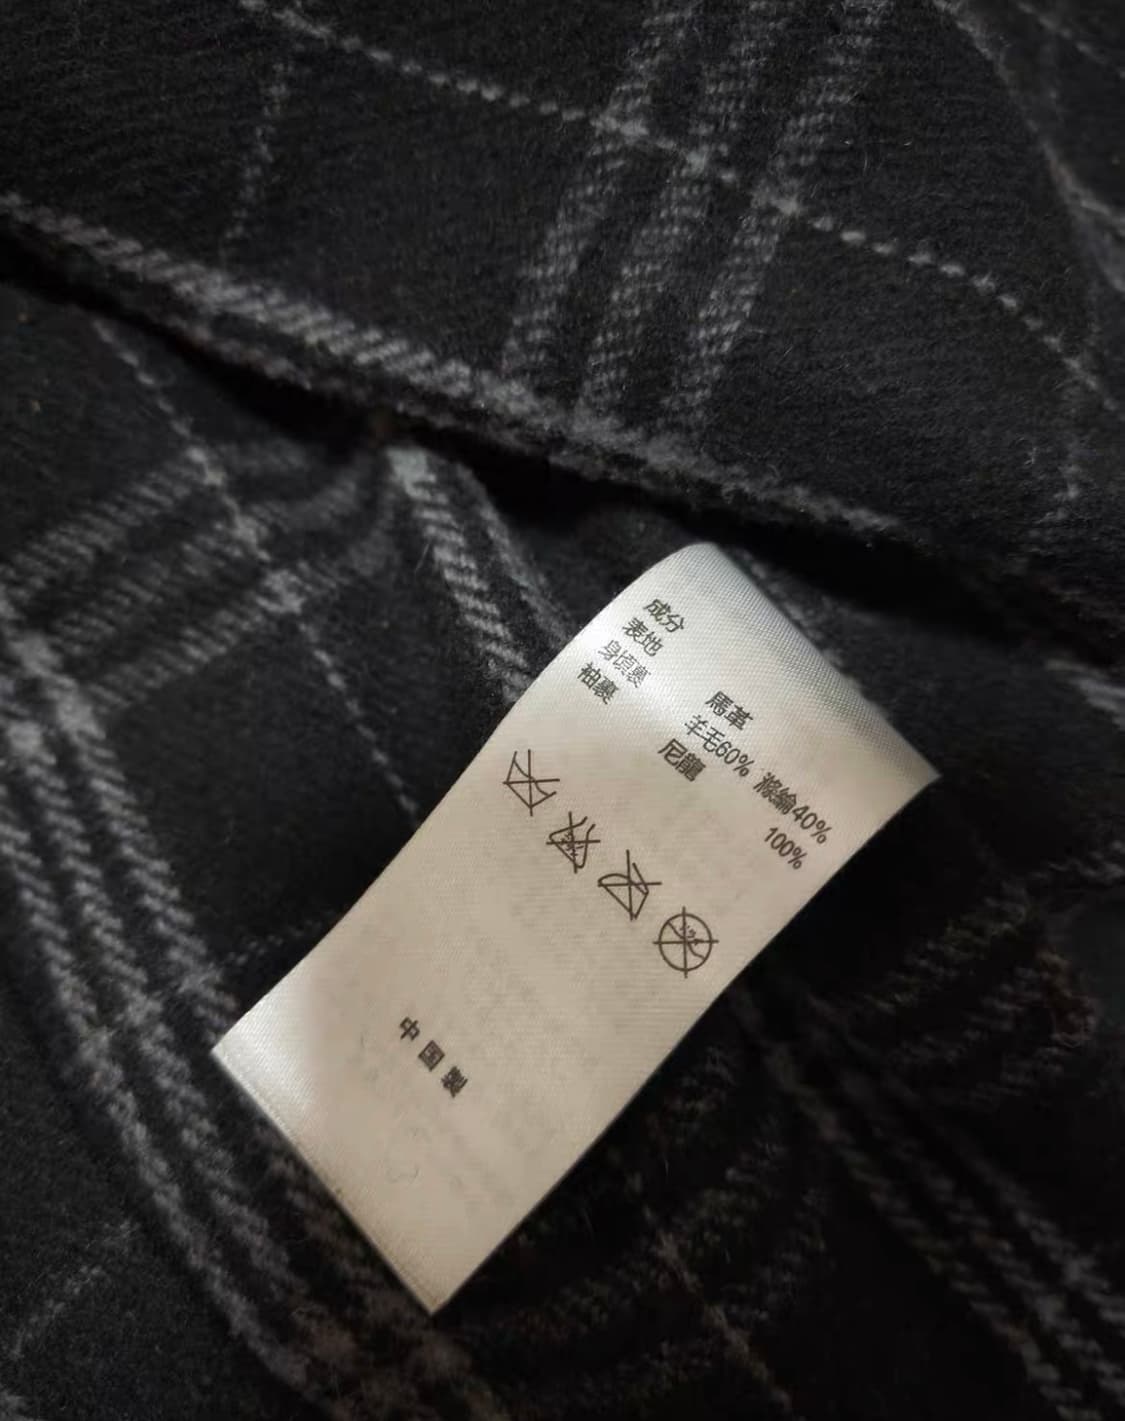 成分
表地 馬革
身頃裏 羊毛60% 滌綸40%
袖裏 尼龍 100%
中国製